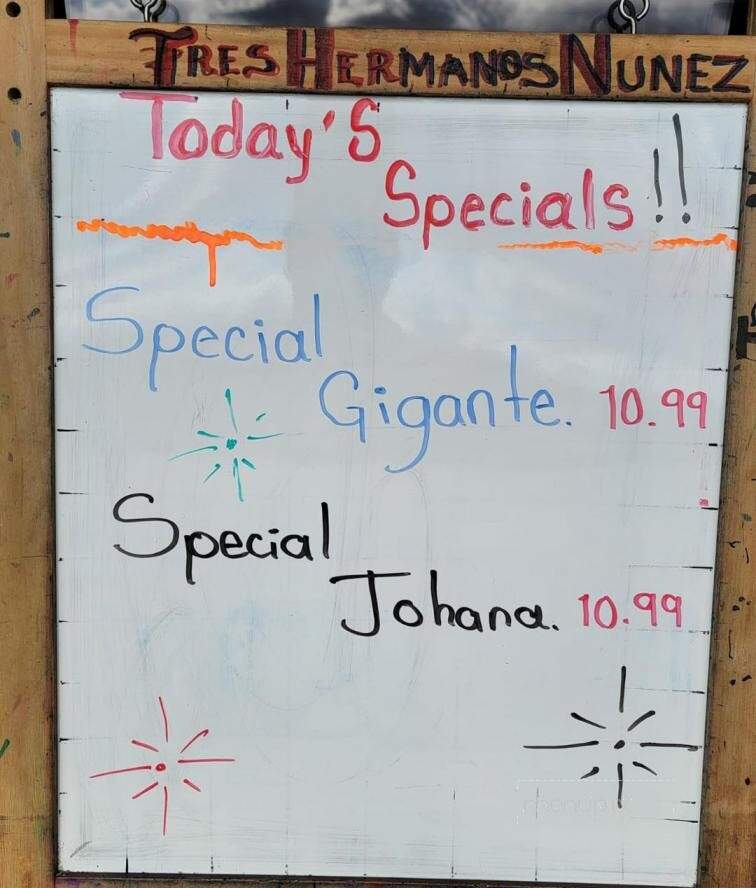 TRES HERMANOS NUNEZ
Today'S
Specials!!
Special
Gigante. 10.99
Special
Johana. 10.99